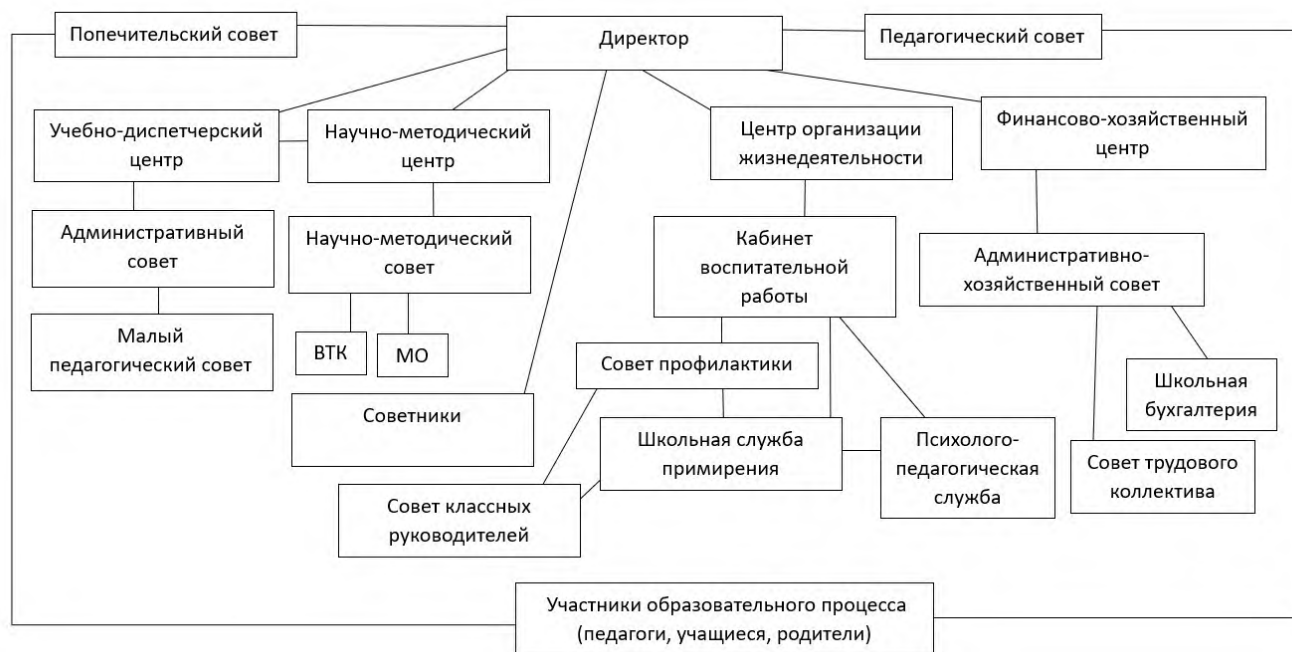 Попечительский совет
Директор
Педагогический совет
Учебно-диспетчерский
центр
Научно-методический
центр
Центр организации
жизнедеятельности
Финансово-хозяйственный
центр
Административный
совет
Научно-методический
совет
Кабинет
воспитательной
работы
Административно-
хозяйственный совет
Малый
педагогический совет
ВТК
МО
Совет профилактики
Школьная
бухгалтерия
Советники
Школьная служба
примирения
Психолого-
педагогическая
служба
Совет трудового
коллектива
Совет классных
руководителей
Участники образовательного процесса
(педагоги, учащиеся, родители)